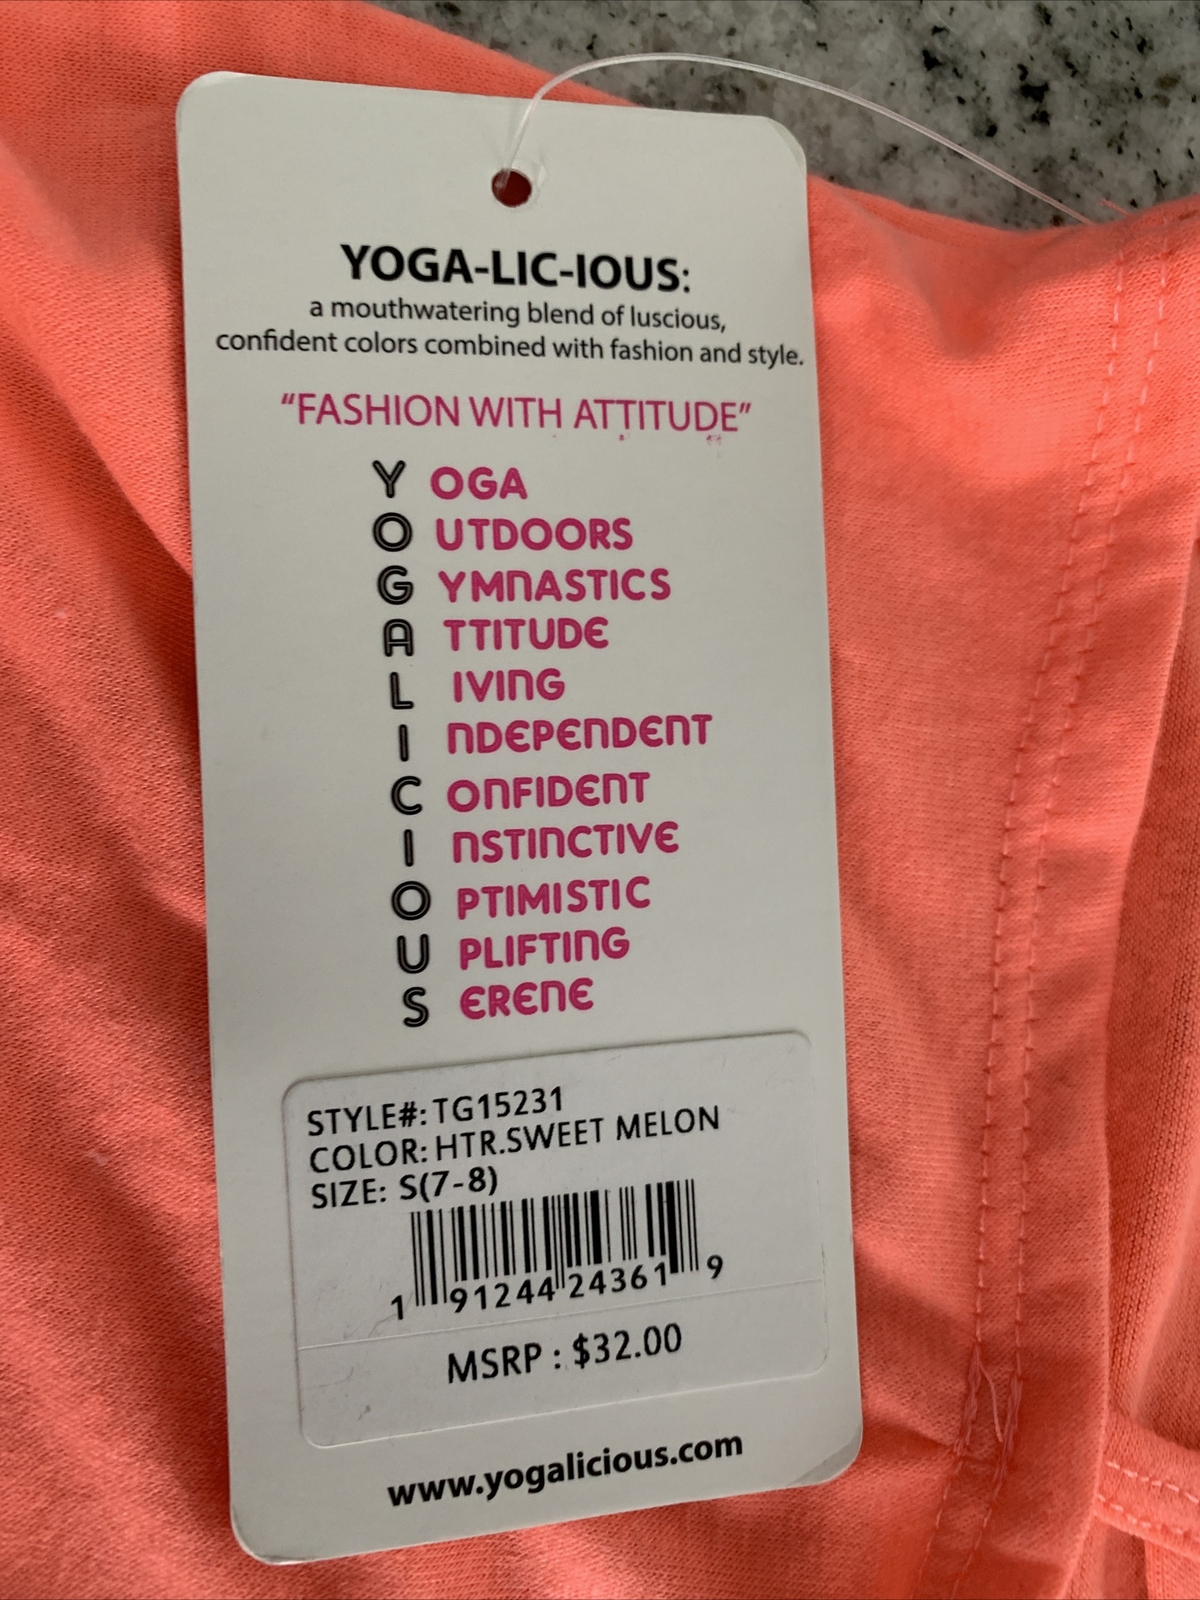 YOGA-LIC-IOUS:
a mouthwatering blend of luscious,
confident colors combined with fashion and style.
“FASHION WITH ATTITUDE”
Y OGA
O UTDOORS
G YMNASTICS
A TTITUDE
L IVING
I NDEPENDENT
C ONFIDENT
I NSTINCTIVE
O PTIMISTIC
U PLIFTING
S ERENE
STYLE#: TG15231
COLOR: HTR.SWEET MELON
SIZE: S(7-8)
1 91244 24361 9
MSRP : $32.00
www.yogalicious.com